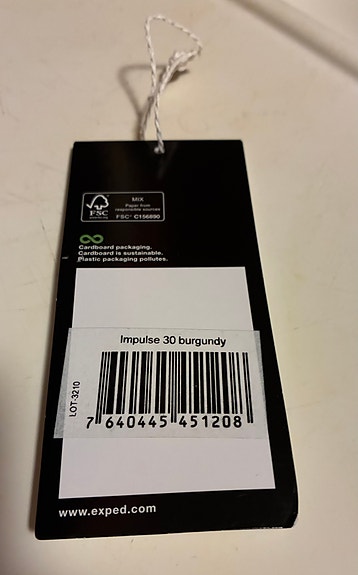 FSC
MIX
Paper from
responsible sources
FSC® C156690
Cardboard packaging.
Cardboard is sustainable.
Plastic packaging pollutes.
Impulse 30 burgundy
LOT-3210
7 640445 451208
www.exped.com